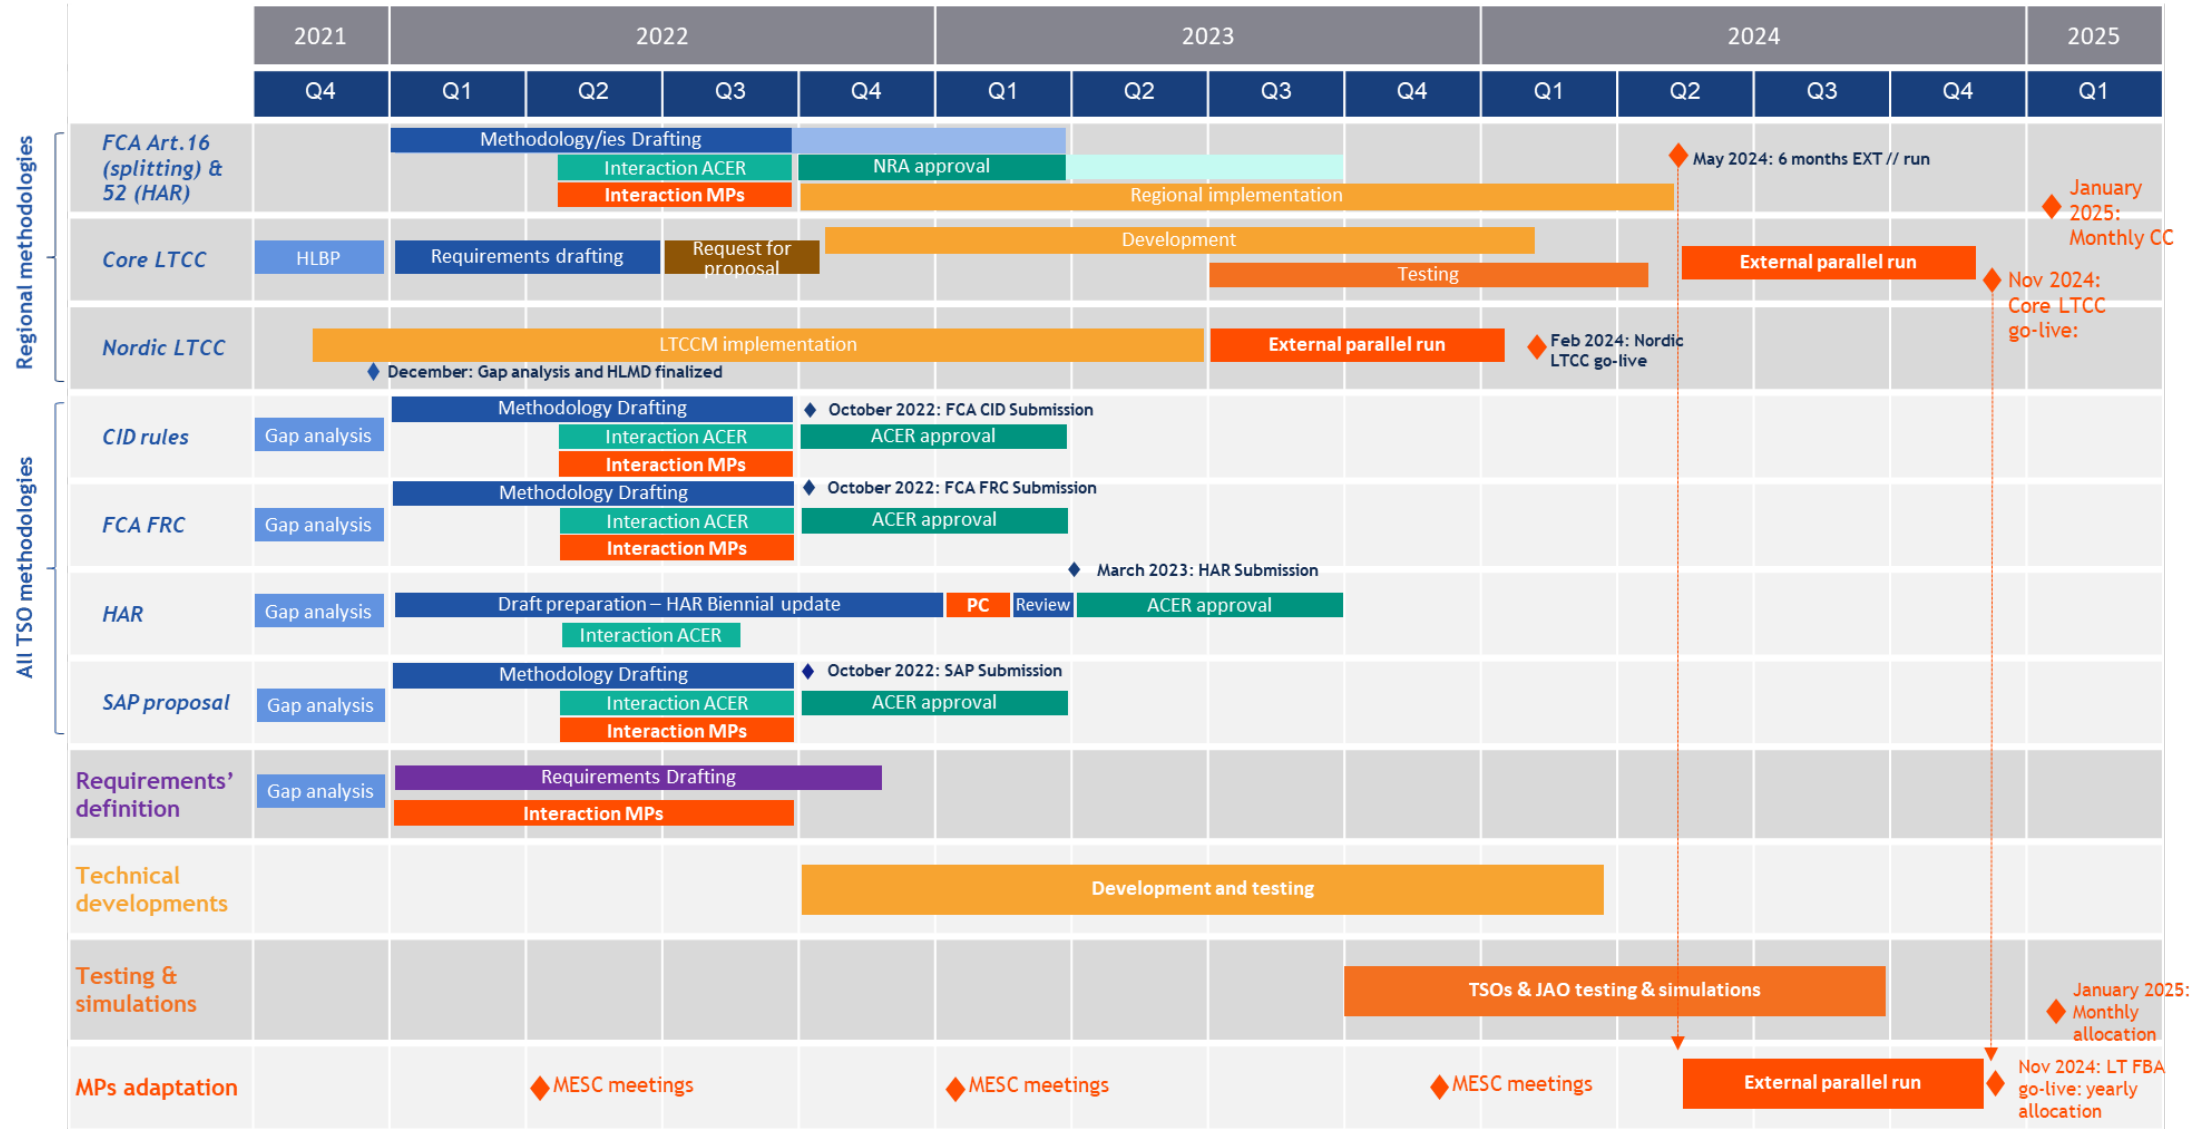 2021
2022
2023
2024
2025
Q4
Q1
Q2
Q3
Q4
Q1
Q2
Q3
Q4
Q1
Q2
Q3
Q4
Q1
Regional methodologies
FCA Art.16
(splitting) &
52 (HAR)
Methodology/ies Drafting
Interaction ACER
NRA approval
Interaction MPs
Regional implementation
May 2024: 6 months EXT // run
January
2025:
Monthly CC
Core LTCC
HLBP
Requirements drafting
Request for
proposal
Development
Testing
External parallel run
Nov 2024:
Core LTCC
go-live:
Nordic LTCC
LTCCM implementation
External parallel run
Feb 2024: Nordic
LTCC go-live
December: Gap analysis and HLMD finalized
All TSO methodologies
CID rules
Gap analysis
Methodology Drafting
October 2022: FCA CID Submission
Interaction ACER
ACER approval
Interaction MPs
FCA FRC
Gap analysis
Methodology Drafting
October 2022: FCA FRC Submission
Interaction ACER
ACER approval
Interaction MPs
March 2023: HAR Submission
HAR
Gap analysis
Draft preparation – HAR Biennial update
PC
Review
ACER approval
Interaction ACER
SAP proposal
Gap analysis
Methodology Drafting
October 2022: SAP Submission
Interaction ACER
ACER approval
Interaction MPs
Requirements’
definition
Gap analysis
Requirements Drafting
Interaction MPs
Technical
developments
Development and testing
Testing &
simulations
TSOs & JAO testing & simulations
January 2025:
Monthly
allocation
MPs adaptation
MESC meetings
MESC meetings
MESC meetings
External parallel run
Nov 2024: LT FBA
go-live: yearly
allocation